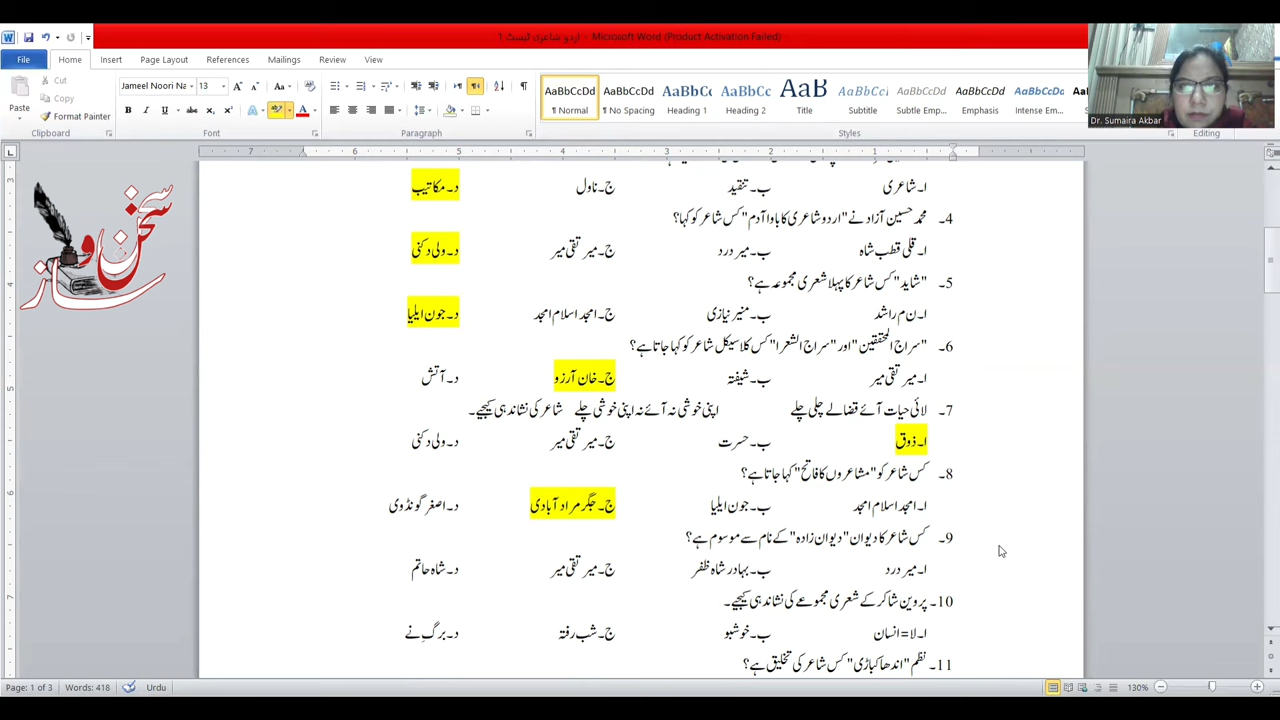 اردو شاعری ٹیسٹ 1 - Microsoft Word (Product Activation Failed)
File Home Insert Page Layout References Mailings Review View
Paste
Cut
Copy
Format Painter
Jameel Noori Na 13
AaBbCcDd AaBbCcDd AaBbC AaBbCc AaB AaBbCc. AaBbCcDd AaBbCcDd AaBbCcDd
¶ Normal ¶ No Spacing Heading 1 Heading 2 Title Subtitle Subtle Emp... Emphasis Intense Em...
Clipboard Font Paragraph Styles Editing
Dr. Sumaira Akbar
سخن و ساز
ا۔ شاعری ب۔ تنقید ج۔ ناول د۔ مکاتیب
4۔ محمد حسین آزاد نے "اردو شاعری کا باوا آدم" کس شاعر کو کہا؟
ا۔ قلی قطب شاہ ب۔ میر درد ج۔ میر تقی میر د۔ ولی دکنی
5۔ "شاید" کس شاعر کا پہلا شعری مجموعہ ہے؟
ا۔ ن م راشد ب۔ منیر نیازی ج۔ امجد اسلام امجد د۔ جون ایلیا
6۔ "سراج المحققین" اور "سراج الشعرا" کس کلاسیکل شاعر کو کہا جاتا ہے؟
ا۔ میر تقی میر ب۔ شیفتہ ج۔ خان آرزو د۔ آتش
7۔ لائی حیات آئے قضا لے چلی چلے اپنی خوشی نہ آئے نہ اپنی خوشی چلے شاعر کی نشاندہی کیجیے۔
ا۔ ذوق ب۔ حسرت ج۔ میر تقی میر د۔ ولی دکنی
8۔ کس شاعر کو "مشاعروں کا فاتح" کہا جاتا ہے؟
ا۔ امجد اسلام امجد ب۔ جون ایلیا ج۔ جگر مراد آبادی د۔ اصغر گونڈوی
9۔ کس شاعر کا دیوان "دیوان زادہ" کے نام سے موسوم ہے؟
ا۔ میر درد ب۔ بہادر شاہ ظفر ج۔ میر تقی میر د۔ شاہ حاتم
10۔ پروین شاکر کے شعری مجموعے کی نشاندہی کیجیے۔
ا۔ لا=انسان ب۔ خوشبو ج۔ شب رفتہ د۔ برگِ نے
11۔ نظم "اندھا کباڑی" کس شاعر کی تخلیق ہے؟
Page: 1 of 3 Words: 418 Urdu 130%